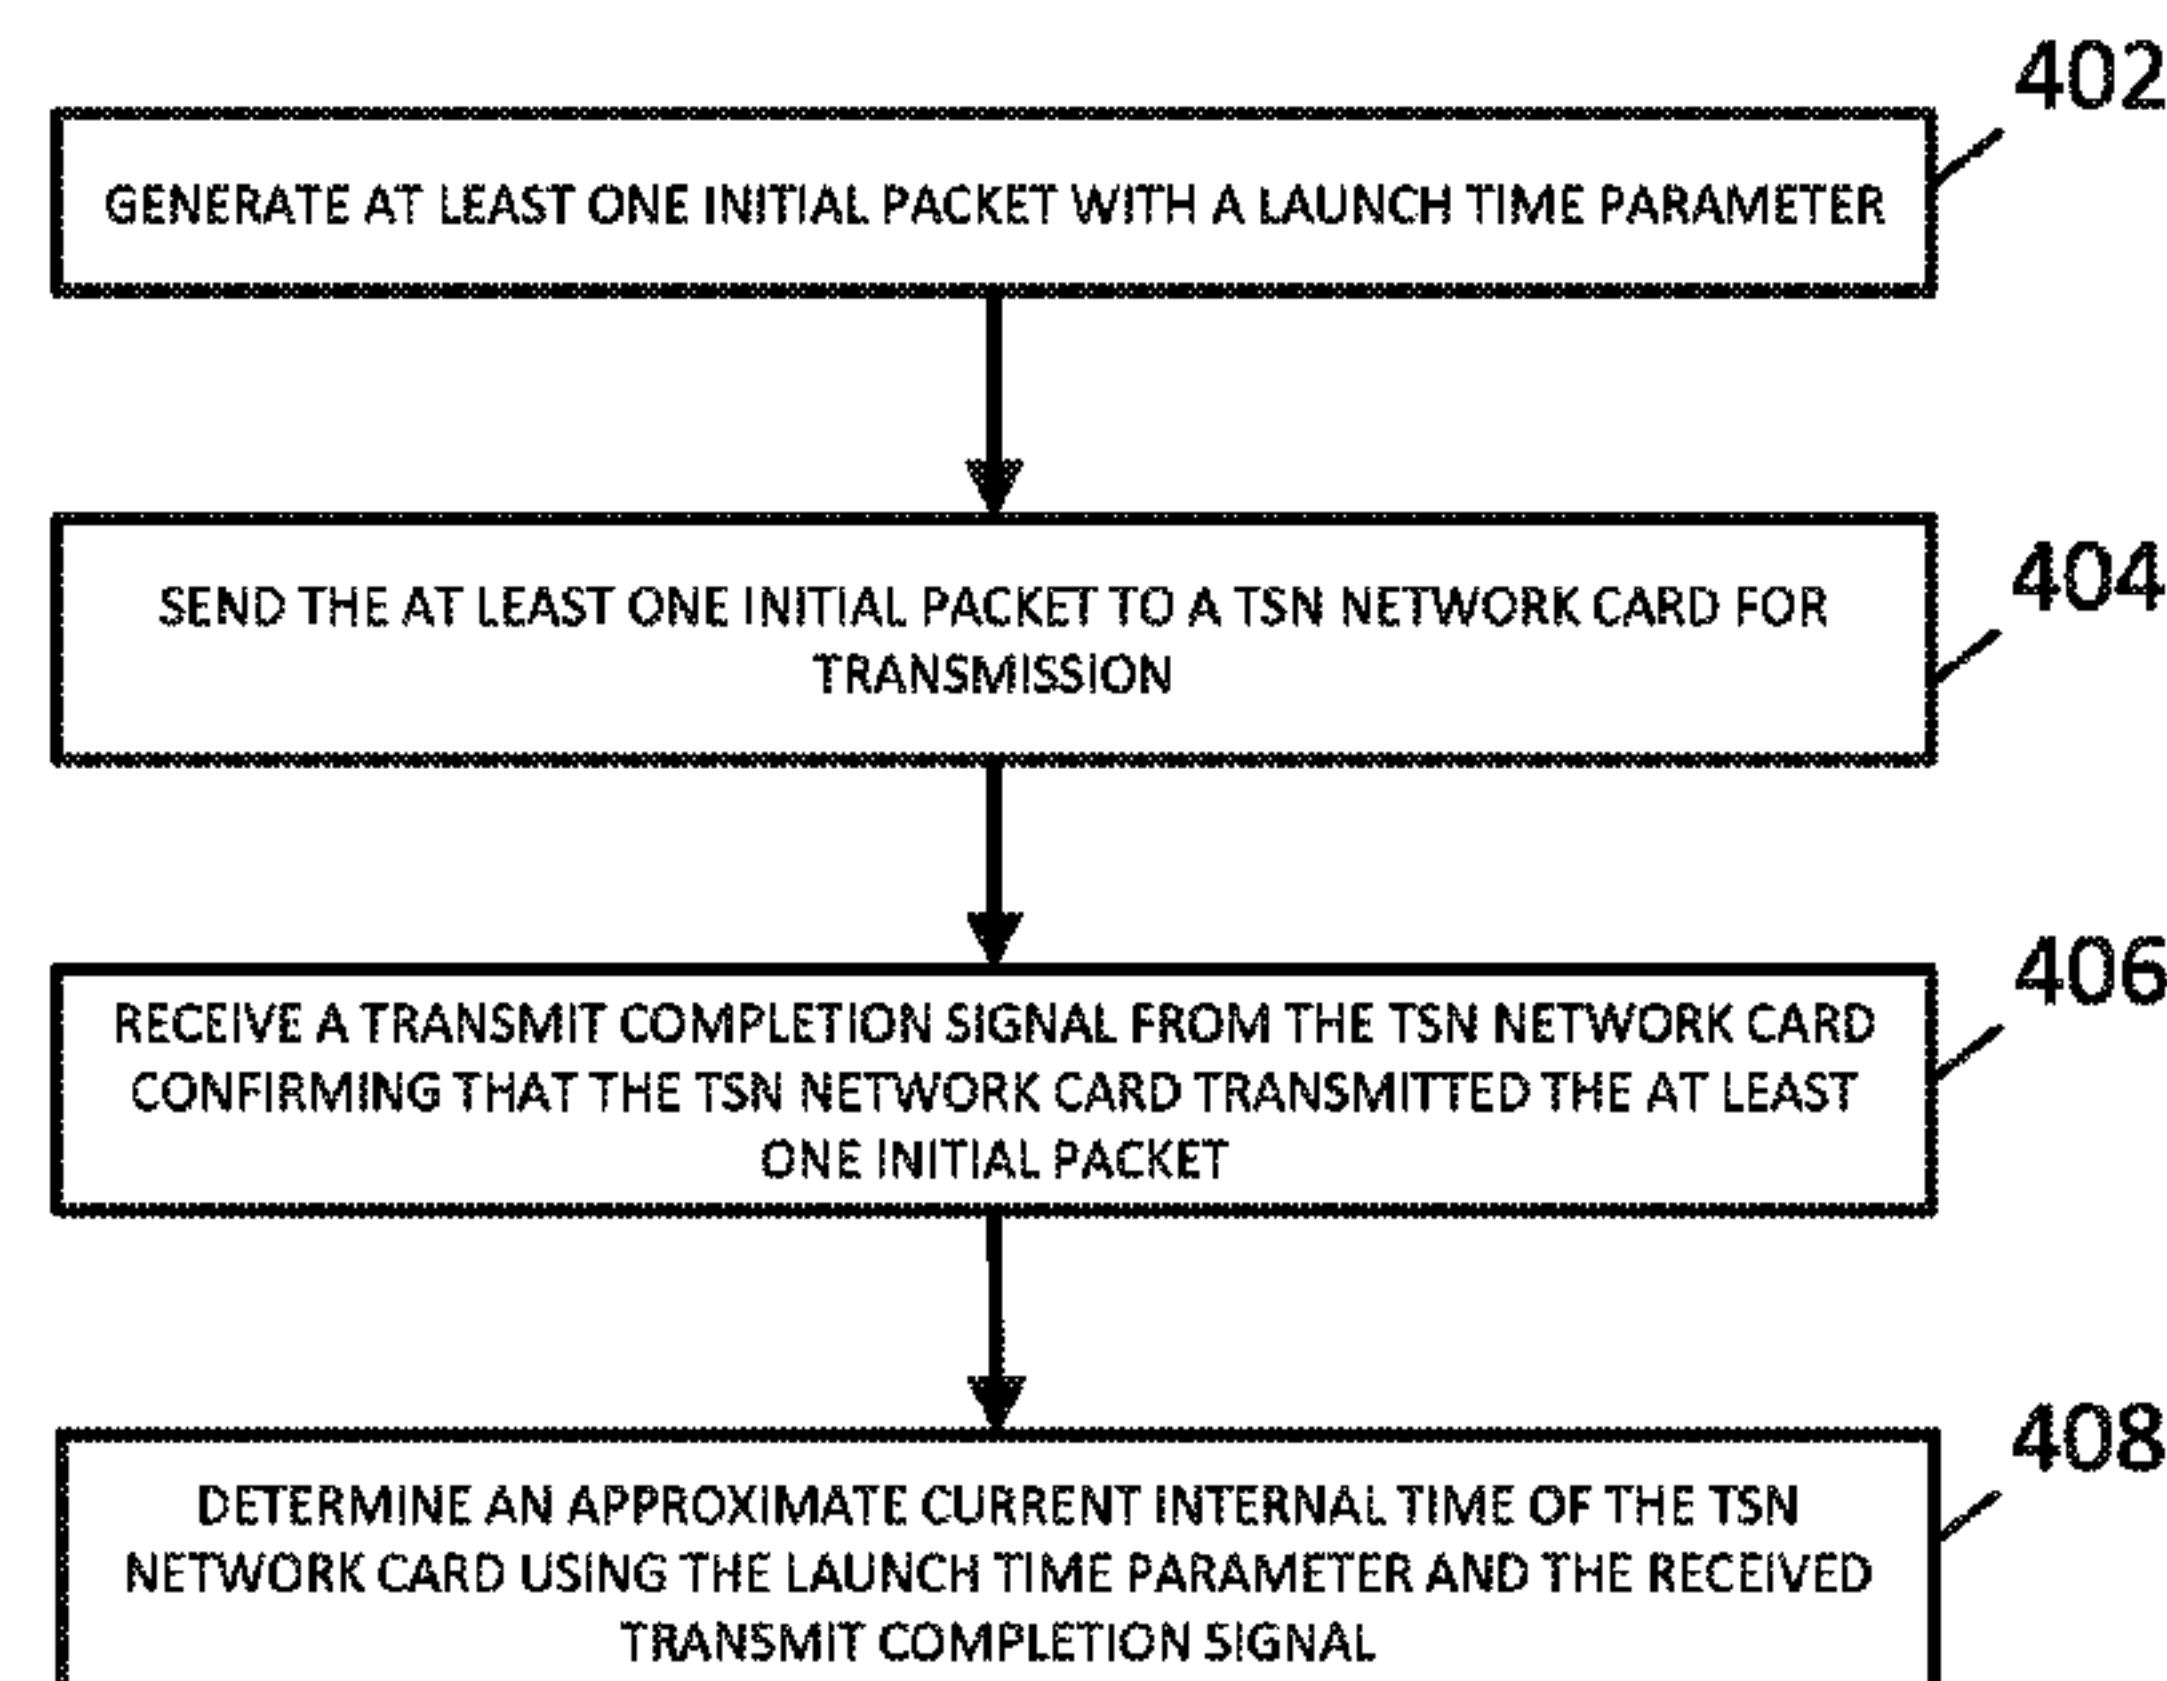 402
GENERATE AT LEAST ONE INITIAL PACKET WITH A LAUNCH TIME PARAMETER
404
SEND THE AT LEAST ONE INITIAL PACKET TO A TSN NETWORK CARD FOR
TRANSMISSION
406
RECEIVE A TRANSMIT COMPLETION SIGNAL FROM THE TSN NETWORK CARD
CONFIRMING THAT THE TSN NETWORK CARD TRANSMITTED THE AT LEAST
ONE INITIAL PACKET
408
DETERMINE AN APPROXIMATE CURRENT INTERNAL TIME OF THE TSN
NETWORK CARD USING THE LAUNCH TIME PARAMETER AND THE RECEIVED
TRANSMIT COMPLETION SIGNAL